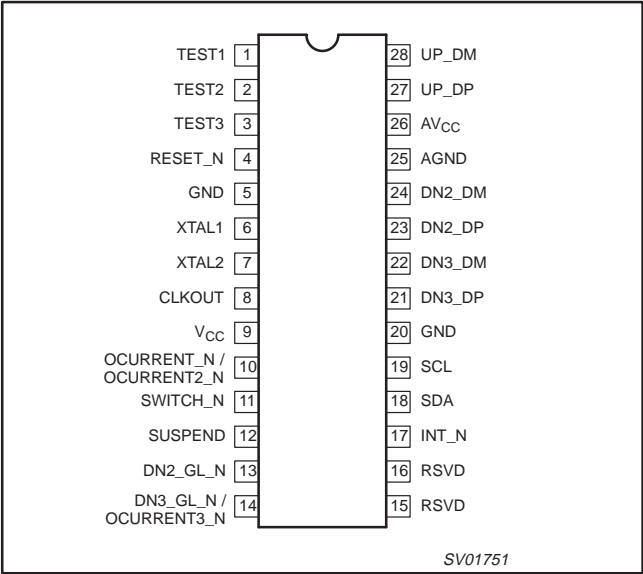 TEST1 1 28 UP_DM
TEST2 2 27 UP_DP
TEST3 3 26 AVCC
RESET_N 4 25 AGND
GND 5 24 DN2_DM
XTAL1 6 23 DN2_DP
XTAL2 7 22 DN3_DM
CLKOUT 8 21 DN3_DP
VCC 9 20 GND
OCURRENT_N /
OCURRENT2_N 10 19 SCL
SWITCH_N 11 18 SDA
SUSPEND 12 17 INT_N
DN2_GL_N 13 16 RSVD
DN3_GL_N /
OCURRENT3_N 14 15 RSVD
SV01751